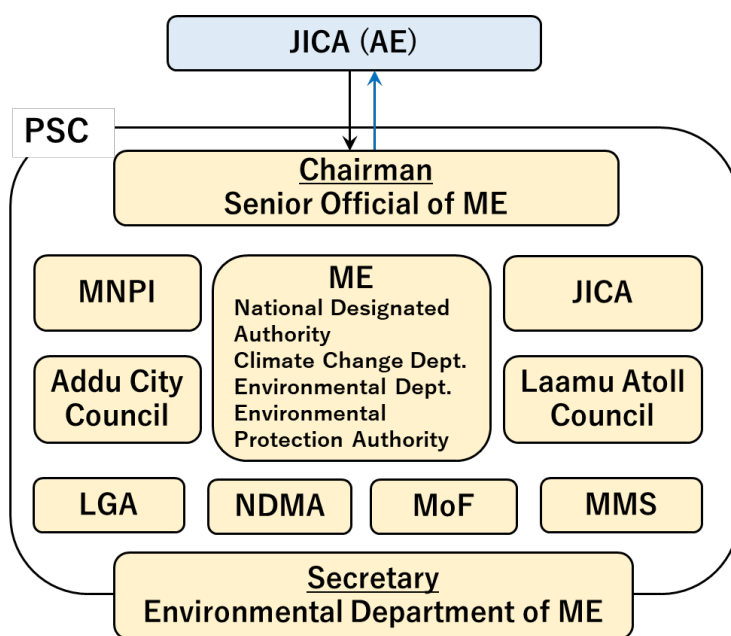 JICA (AE)
PSC
Chairman
Senior Official of ME
MNPI
ME
National Designated
Authority
Climate Change Dept.
Environmental Dept.
Environmental
Protection Authority
JICA
Addu City
Council
Laamu Atoll
Council
LGA
NDMA
MoF
MMS
Secretary
Environmental Department of ME